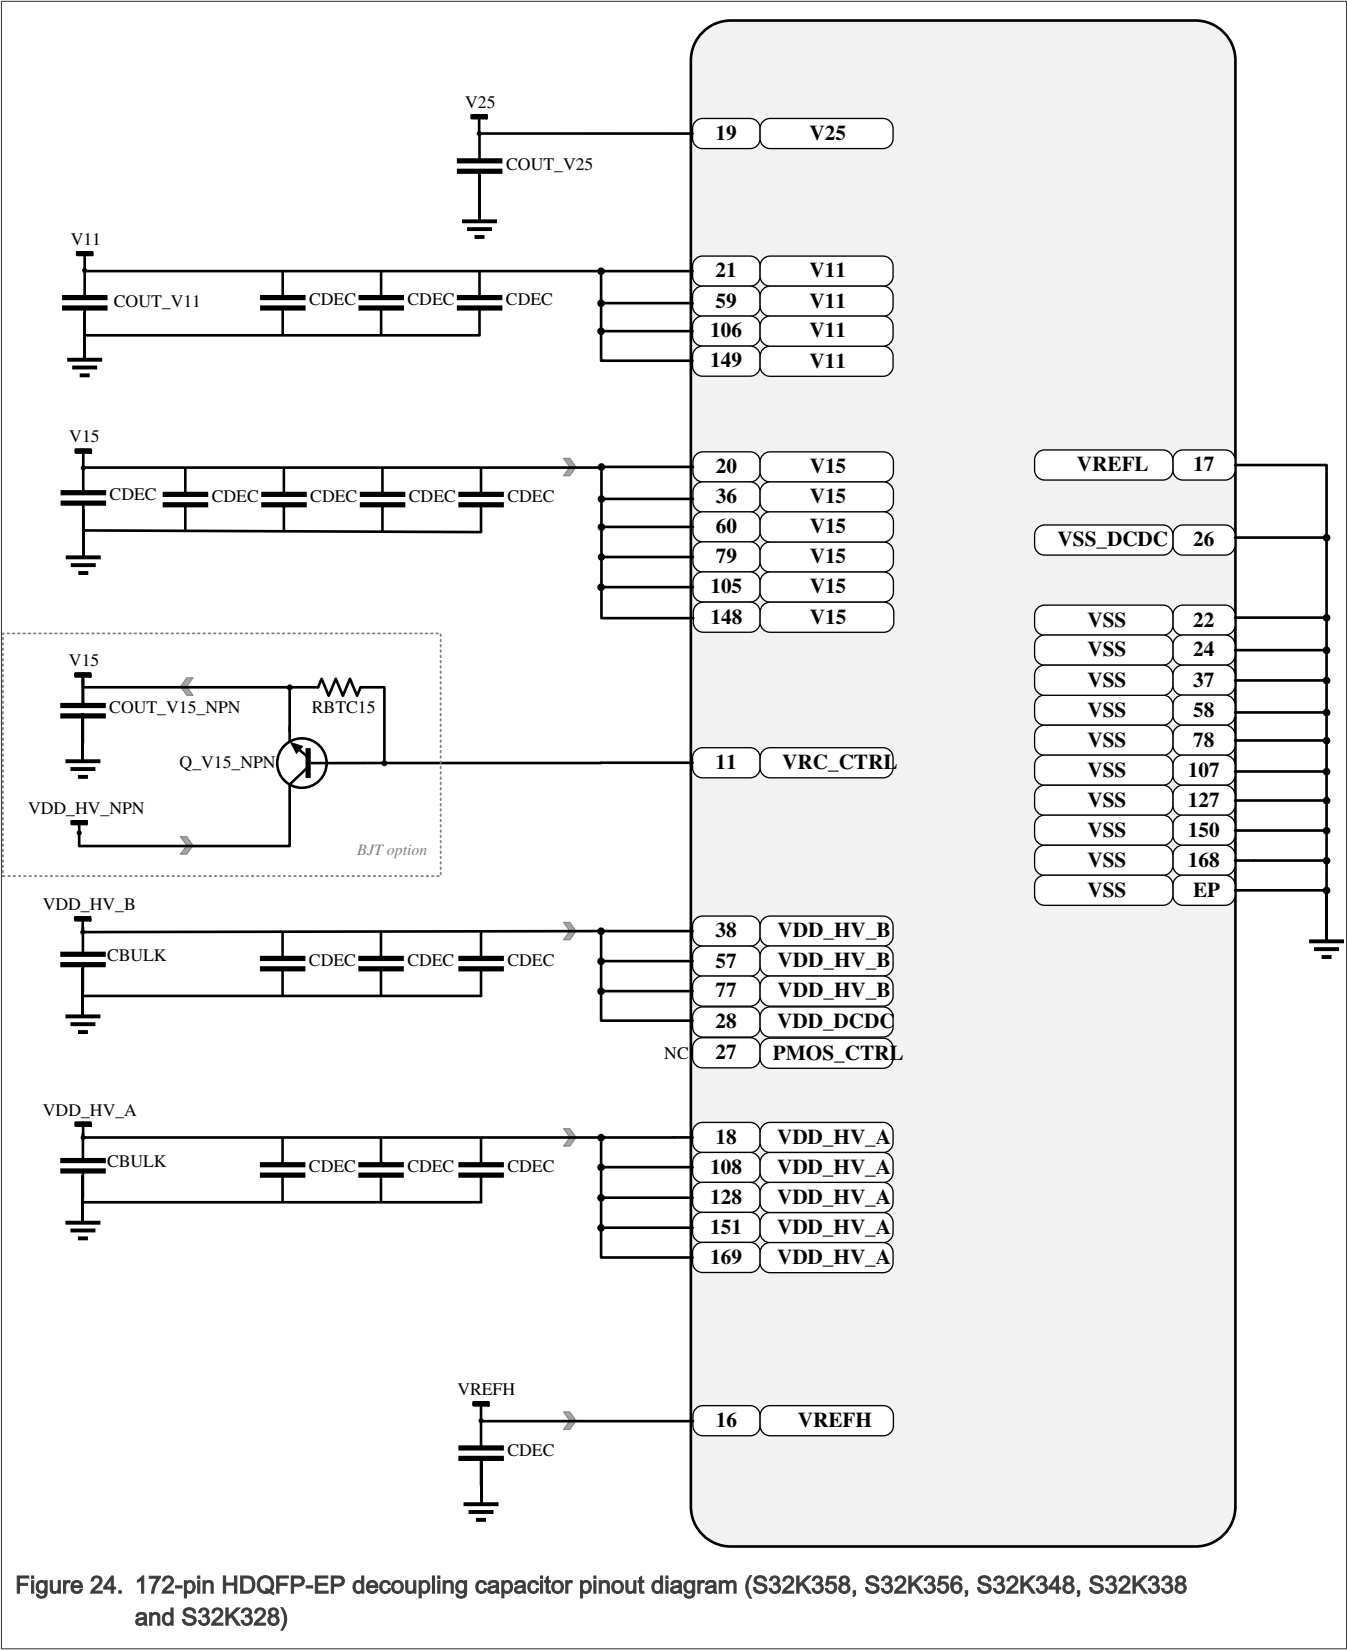 V25
19 V25
COUT_V25
V11
21 V11
COUT_V11 CDEC CDEC CDEC
59 V11
106 V11
149 V11
V15
20 V15
VREFL 17
CDEC CDEC CDEC CDEC CDEC
36 V15
60 V15
VSS_DCDC 26
79 V15
105 V15
148 V15
VSS 22
VSS 24
V15
VSS 37
COUT_V15_NPN RBTC15
VSS 58
VSS 78
Q_V15_NPN
11 VRC_CTRL
VSS 107
VDD_HV_NPN
VSS 127
VSS 150
BJT option
VSS 168
VSS EP
VDD_HV_B
38 VDD_HV_B
CBULK CDEC CDEC CDEC
57 VDD_HV_B
77 VDD_HV_B
28 VDD_DCDC
NC 27 PMOS_CTRL
VDD_HV_A
18 VDD_HV_A
CBULK CDEC CDEC CDEC
108 VDD_HV_A
128 VDD_HV_A
151 VDD_HV_A
169 VDD_HV_A
VREFH
16 VREFH
CDEC
Figure 24. 172-pin HDQFP-EP decoupling capacitor pinout diagram (S32K358, S32K356, S32K348, S32K338
and S32K328)